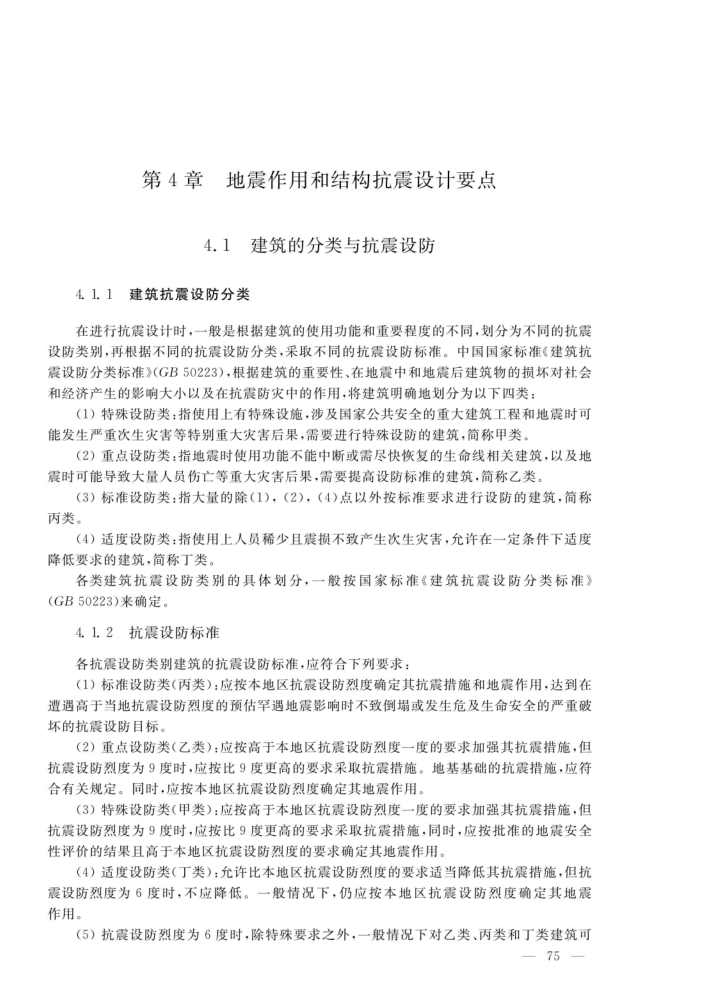 第 4 章　地震作用和结构抗震设计要点
4.1　建筑的分类与抗震设防
4.1.1　建筑抗震设防分类
在进行抗震设计时,一般是根据建筑的使用功能和重要程度的不同,划分为不同的抗震
设防类别,再根据不同的抗震设防分类,采取不同的抗震设防标准。中国国家标准《建筑抗
震设防分类标准》(GB 50223),根据建筑的重要性、在地震中和地震后建筑物的损坏对社会
和经济产生的影响大小以及在抗震防灾中的作用,将建筑明确地划分为以下四类:
(1) 特殊设防类:指使用上有特殊设施,涉及国家公共安全的重大建筑工程和地震时可
能发生严重次生灾害等特别重大灾害后果,需要进行特殊设防的建筑,简称甲类。
(2) 重点设防类:指地震时使用功能不能中断或需尽快恢复的生命线相关建筑,以及地
震时可能导致大量人员伤亡等重大灾害后果,需要提高设防标准的建筑,简称乙类。
(3) 标准设防类:指大量的除(1), (2), (4)点以外按标准要求进行设防的建筑,简称
丙类。
(4) 适度设防类:指使用上人员稀少且震损不致产生次生灾害,允许在一定条件下适度
降低要求的建筑,简称丁类。
各类建筑抗震设防类别的具体划分,一般按国家标准《建筑抗震设防分类标准》
(GB 50223)来确定。
4.1.2　抗震设防标准
各抗震设防类别建筑的抗震设防标准,应符合下列要求:
(1) 标准设防类(丙类):应按本地区抗震设防烈度确定其抗震措施和地震作用,达到在
遭遇高于当地抗震设防烈度的预估罕遇地震影响时不致倒塌或发生危及生命安全的严重破
坏的抗震设防目标。
(2) 重点设防类(乙类):应按高于本地区抗震设防烈度一度的要求加强其抗震措施,但
抗震设防烈度为 9 度时,应按比 9 度更高的要求采取抗震措施。地基基础的抗震措施,应符
合有关规定。同时,应按本地区抗震设防烈度确定其地震作用。
(3) 特殊设防类(甲类):应按高于本地区抗震设防烈度一度的要求加强其抗震措施,但
抗震设防烈度为 9 度时,应按比 9 度更高的要求采取抗震措施,同时,应按批准的地震安全
性评价的结果且高于本地区抗震设防烈度的要求确定其地震作用。
(4) 适度设防类(丁类):允许比本地区抗震设防烈度的要求适当降低其抗震措施,但抗
震设防烈度为 6 度时,不应降低。一般情况下,仍应按本地区抗震设防烈度确定其地震
作用。
(5) 抗震设防烈度为 6 度时,除特殊要求之外,一般情况下对乙类、丙类和丁类建筑可
— 75 —